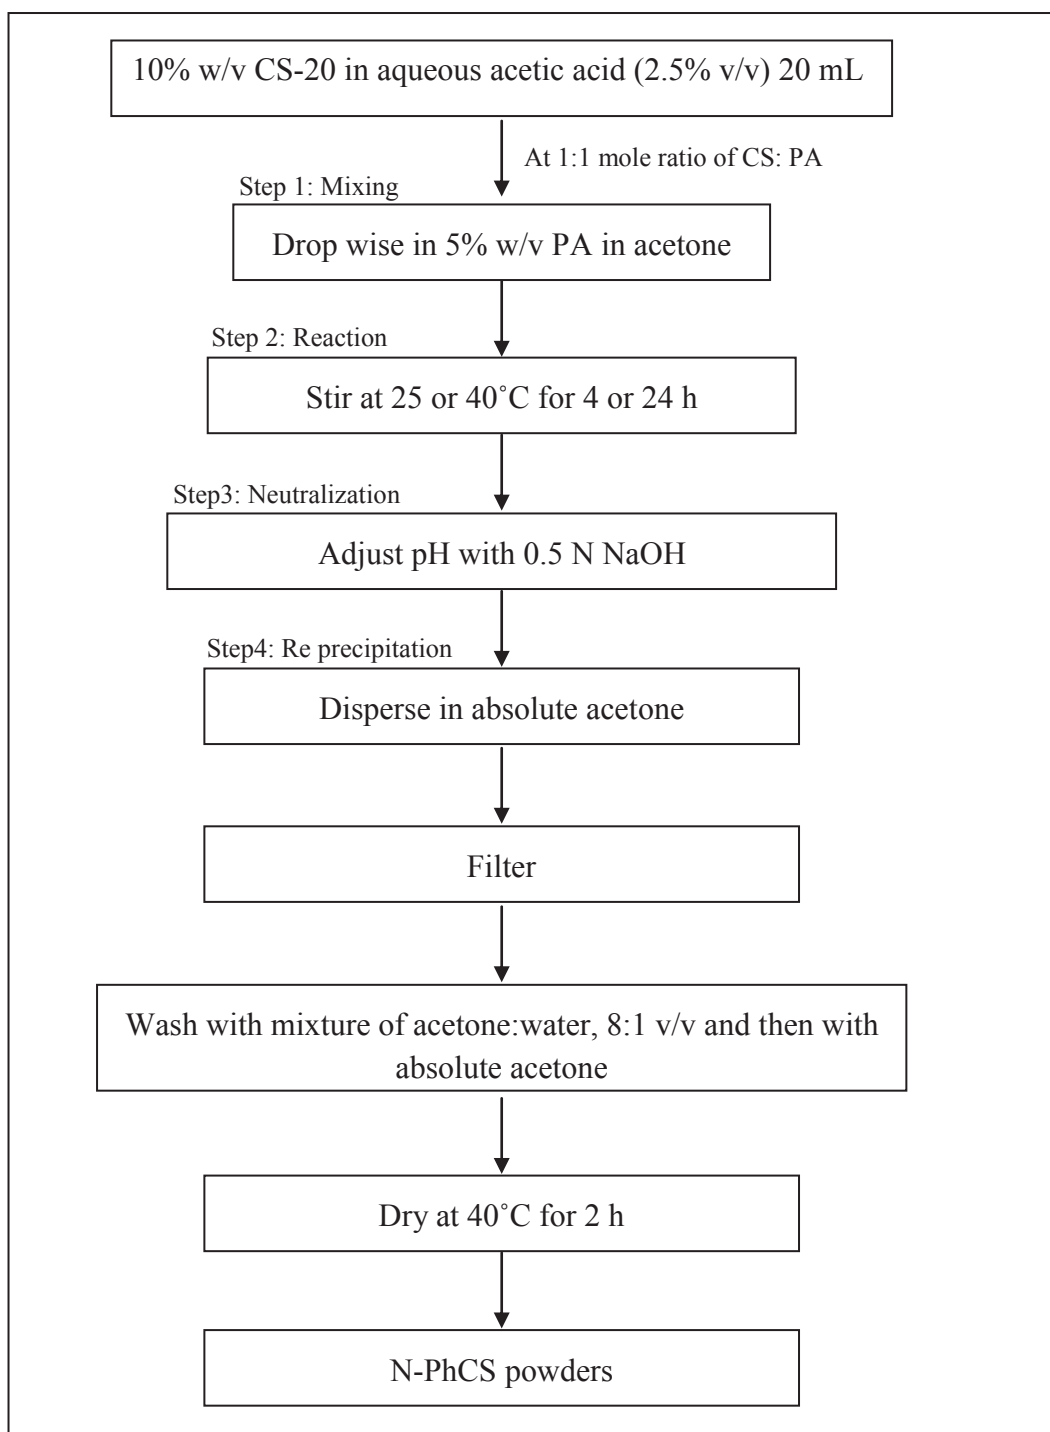 10% w/v CS-20 in aqueous acetic acid (2.5% v/v) 20 mL
At 1:1 mole ratio of CS: PA
Step 1: Mixing
Drop wise in 5% w/v PA in acetone
Step 2: Reaction
Stir at 25 or 40˚C for 4 or 24 h
Step3: Neutralization
Adjust pH with 0.5 N NaOH
Step4: Re precipitation
Disperse in absolute acetone
Filter
Wash with mixture of acetone:water, 8:1 v/v and then with
absolute acetone
Dry at 40˚C for 2 h
N-PhCS powders